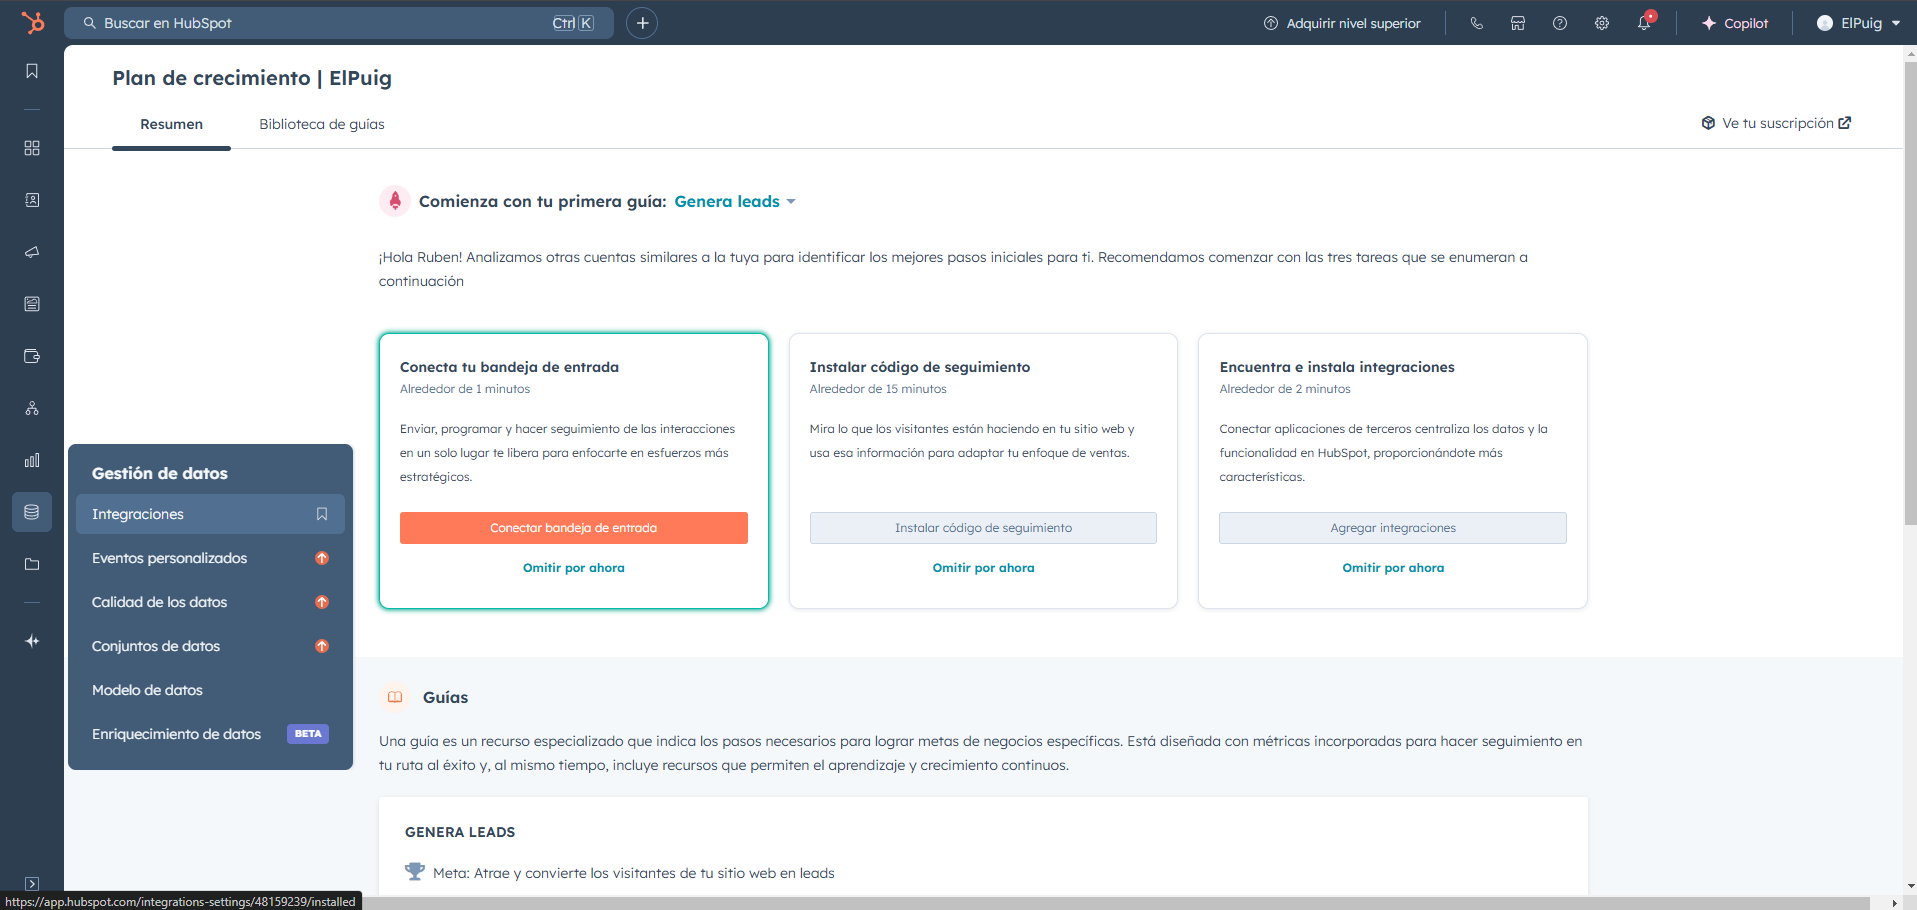 Buscar en HubSpot
Ctrl K
Adquirir nivel superior
Copilot
ElPuig
Plan de crecimiento | ElPuig
Resumen
Biblioteca de guías
Ve tu suscripción
Comienza con tu primera guía: Genera leads
¡Hola Ruben! Analizamos otras cuentas similares a la tuya para identificar los mejores pasos iniciales para ti. Recomendamos comenzar con las tres tareas que se enumeran a
continuación
Conecta tu bandeja de entrada
Alrededor de 1 minutos
Enviar, programar y hacer seguimiento de las interacciones
en un solo lugar te libera para enfocarte en esfuerzos más
estratégicos.
Conectar bandeja de entrada
Omitir por ahora
Instalar código de seguimiento
Alrededor de 15 minutos
Mira lo que los visitantes están haciendo en tu sitio web y
usa esa información para adaptar tu enfoque de ventas.
Instalar código de seguimiento
Omitir por ahora
Encuentra e instala integraciones
Alrededor de 2 minutos
Conectar aplicaciones de terceros centraliza los datos y la
funcionalidad en HubSpot, proporcionándote más
características.
Agregar integraciones
Omitir por ahora
Gestión de datos
Integraciones
Eventos personalizados
Calidad de los datos
Conjuntos de datos
Modelo de datos
Enriquecimiento de datos BETA
Guías
Una guía es un recurso especializado que indica los pasos necesarios para lograr metas de negocios específicas. Está diseñada con métricas incorporadas para hacer seguimiento en
tu ruta al éxito y, al mismo tiempo, incluye recursos que permiten el aprendizaje y crecimiento continuos.
GENERA LEADS
Meta: Atrae y convierte los visitantes de tu sitio web en leads
https://app.hubspot.com/integrations-settings/48159239/installed